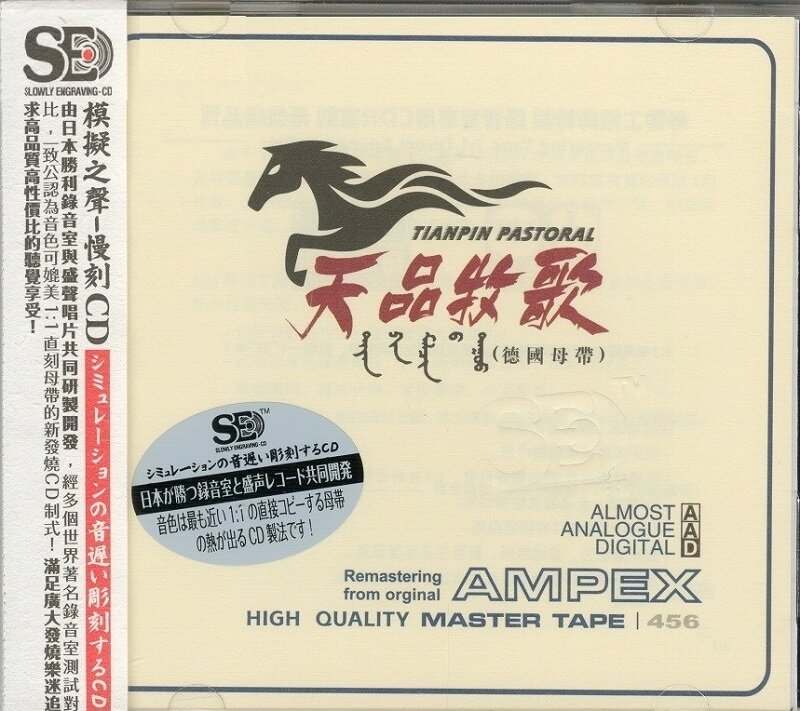 SE
SLOWLY ENGRAVING-CD
模擬之聲-慢刻CD
シミュレーションの音遅い彫刻するCD
由日本勝利錄音室與盛聲唱片共同研製開發，經多個世界著名錄音室測試對
比，一致公認為音色可媲美1:1直刻母帶的新發燒CD制式！滿足廣大發燒樂迷追
求高品質高性價比的聽覺享受！
TIANPIN PASTORAL
天品牧歌
(德國母帶)
SE TM
SLOWLY ENGRAVING-CD
シミュレーションの音遅い彫刻するCD
日本が勝つ録音室と盛声レコード共同開発
音色は最も近い1:1の直接コピーする母帯
の熱が出るCD製法です！
ALMOST A
ANALOGUE A
DIGITAL D
Remastering
from orginal AMPEX
HIGH QUALITY MASTER TAPE | 456